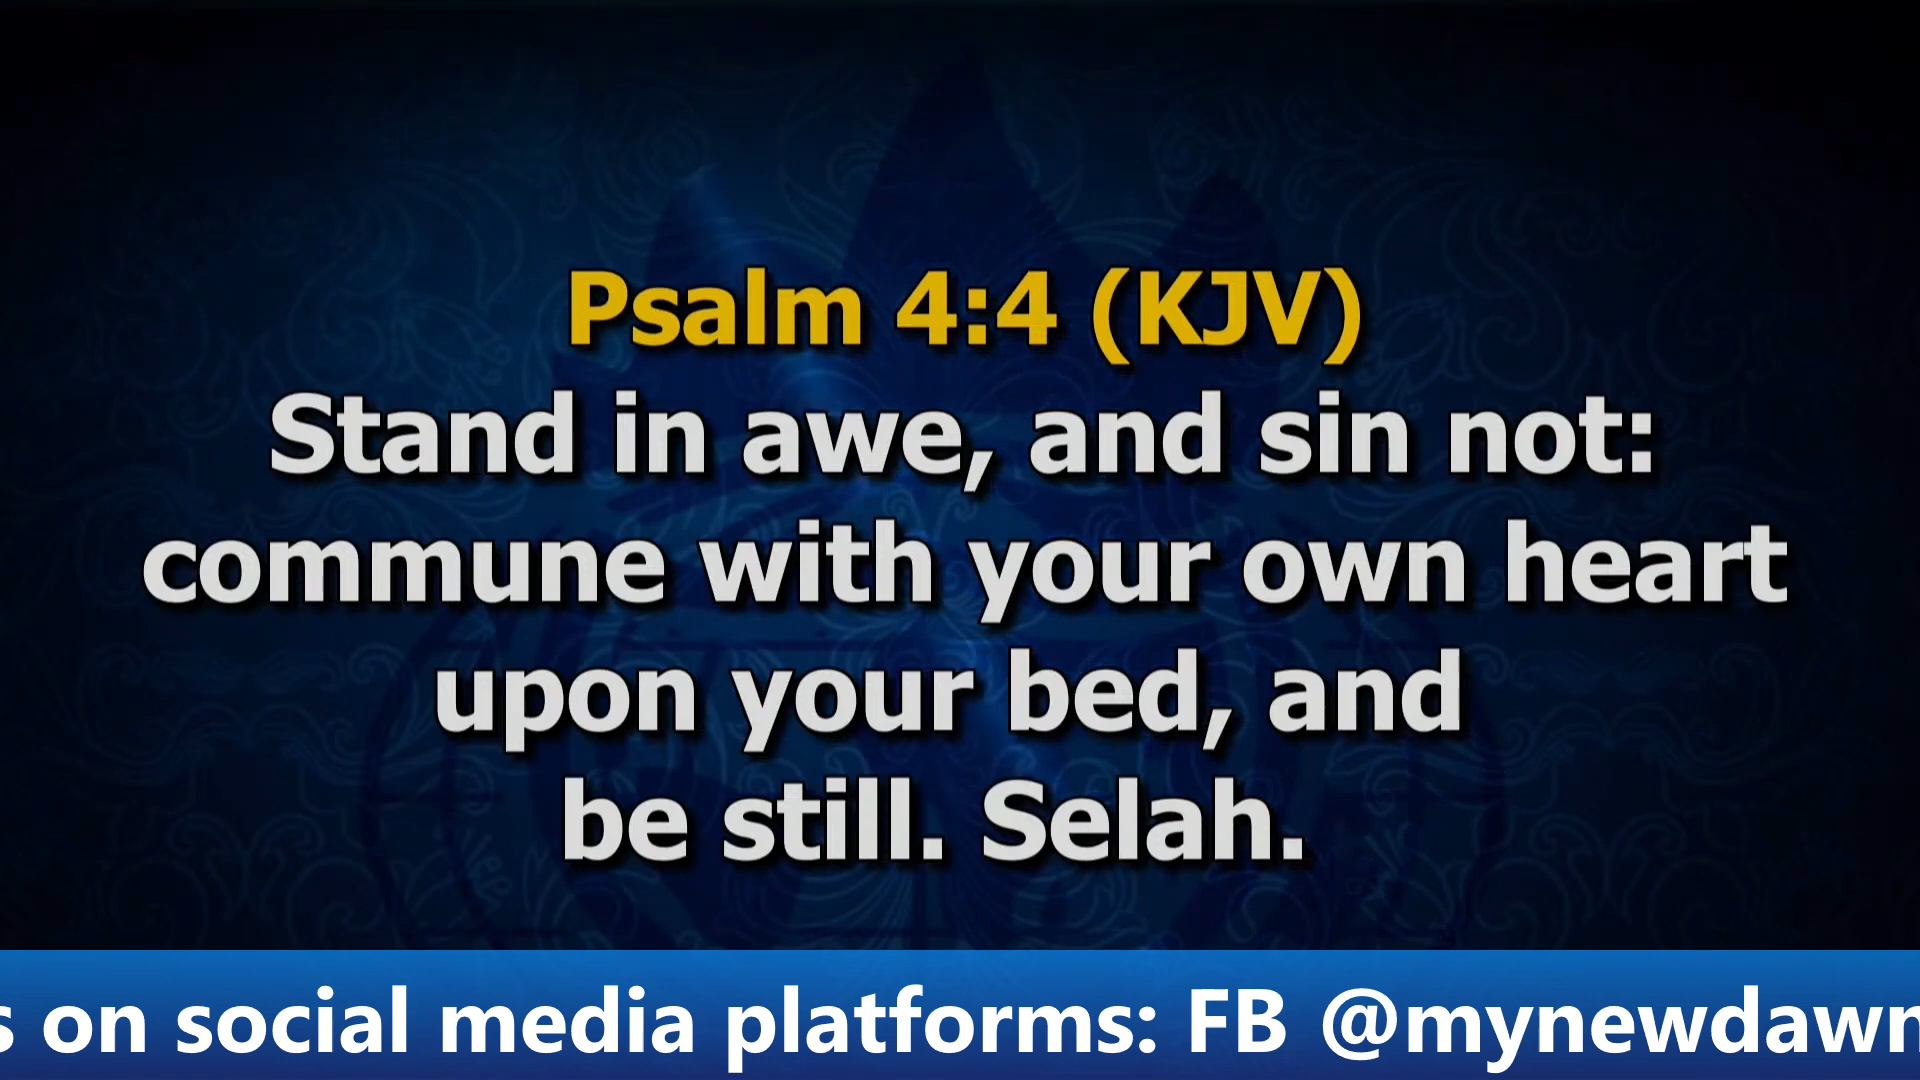 Psalm 4:4 (KJV)
Stand in awe, and sin not:
commune with your own heart
upon your bed, and
be still. Selah.
s on social media platforms: FB @mynewdawn